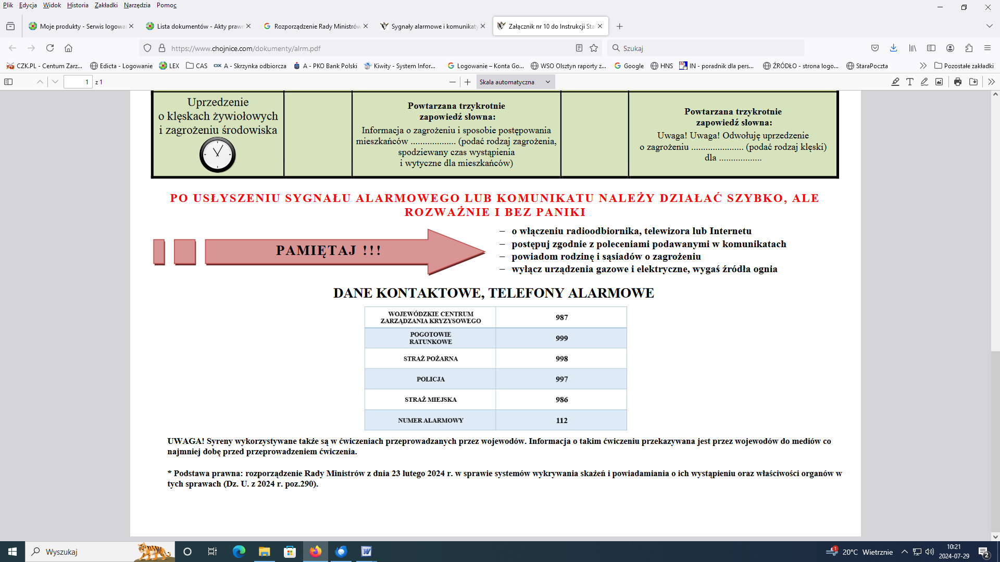 Plik Edycja Widok Historia Zakładki Narzędzia Pomoc
Moje produkty - Serwis logowa
Lista dokumentów - Akty praw
Rozporządzenie Rady Ministrów
Sygnały alarmowe i komunikaty
Załącznik nr 10 do Instrukcji Sta
https://www.chojnice.com/dokumenty/alrm.pdf
Szukaj
CZK.PL - Centum Zarz... Edicta - Logowanie LEX CAS A - Skrzynka odbiorcza A - PKO Bank Polski Kiwity - System Infor... Logowanie – Konta Go... WSO Olsztyn raporty z... Google HNS IN - poradnik dla pers... ŹRÓDŁO - strona logo... StaraPoczta Pozostałe zakładki
1 z 1 Skala automatyczna
Uprzedzenie
o klęskach żywiołowych
i zagrożeniu środowiska
Powtarzana trzykrotnie
zapowiedź słowna:
Informacja o zagrożeniu i sposobie postępowania
mieszkańców ................... (podać rodzaj zagrożenia,
spodziewany czas wystąpienia
i wytyczne dla mieszkańców)
Powtarzana trzykrotnie
zapowiedź słowna:
Uwaga! Uwaga! Odwołuję uprzedzenie
o zagrożeniu ...................... (podać rodzaj klęski)
dla ..................
PO USŁYSZENIU SYGNAŁU ALARMOWEGO LUB KOMUNIKATU NALEŻY DZIAŁAĆ SZYBKO, ALE
ROZWAŻNIE I BEZ PANIKI
PAMIĘTAJ !!!
– o włączeniu radioodbiornika, telewizora lub Internetu
– postępuj zgodnie z poleceniami podawanymi w komunikatach
– powiadom rodzinę i sąsiadów o zagrożeniu
– wyłącz urządzenia gazowe i elektryczne, wygaś źródła ognia
DANE KONTAKTOWE, TELEFONY ALARMOWE
WOJEWÓDZKIE CENTRUM
ZARZĄDZANIA KRYZYSOWEGO
987
POGOTOWIE
RATUNKOWE
999
STRAŻ POŻARNA 998
POLICJA 997
STRAŻ MIEJSKA 986
NUMER ALARMOWY 112
UWAGA! Syreny wykorzystywane także są w ćwiczeniach przeprowadzanych przez wojewodów. Informacja o takim ćwiczeniu przekazywana jest przez wojewodów do mediów co
najmniej dobę przed przeprowadzeniem ćwiczenia.
* Podstawa prawna: rozporządzenie Rady Ministrów z dnia 23 lutego 2024 r. w sprawie systemów wykrywania skażeń i powiadamiania o ich wystąpieniu oraz właściwości organów w
tych sprawach (Dz. U. z 2024 r. poz.290).
Wyszukaj
1
20°C Wietrznie
10:21
2024-07-29
2